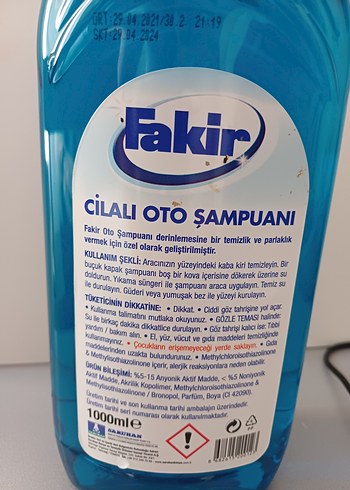 ÜRT:29.04.2021/30.2 21:19
SKT:29.04.2024
Fakir
CİLALI OTO ŞAMPUANI
Fakir Oto Şampuanı derinlemesine bir temizlik ve parlaklık
vermek için özel olarak geliştirilmiştir.
KULLANIM ŞEKLİ: Aracınızın yüzeyindeki kaba kiri temizleyin. Bir
buçuk kapak şampuanı boş bir kova içerisine dökerek üzerine su
doldurun. Yıkama süngeri ile şampuanı araca uygulayın. Temiz su
ile durulayın. Güderi veya yumuşak bez ile yüzeyi kurulayın.
TÜKETİCİNİN DİKKATİNE: • Dikkat. • Ciddi göz tahrişine yol açar.
• Kullanma talimatını mutlaka okuyunuz. • GÖZLE TEMASI halinde:
Su ile birkaç dakika dikkatlice durulayın. • Göz tahrişi kalıcı ise: Tıbbi
yardım / bakım alın. • El, yüz, vücut ve gıda maddeleri temizliğinde
kullanmayınız. • Çocukların erişemeyeceği yerde saklayın. • Gıda
maddelerinden uzakta bulundurunuz. • Methylchloroisothiazolinone
& Methylisothiazolinone içerir, alerjik reaksiyonlara neden olabilir.
ÜRÜN BİLEŞİMİ: %5-15 Anyonik Aktif Madde, < %5 Noniyonik
Aktif Madde, Akrilik Kopolimer, Methylchloroisothiazolinone &
Methylisothiazolinone / Bronopol, Parfüm, Boya (CI 42090).
Üretim tarihi ve son kullanma tarihi ambalajın üzerindedir.
Üretim tarihi seri numarası olarak kullanılmaktadır.
1000ml e